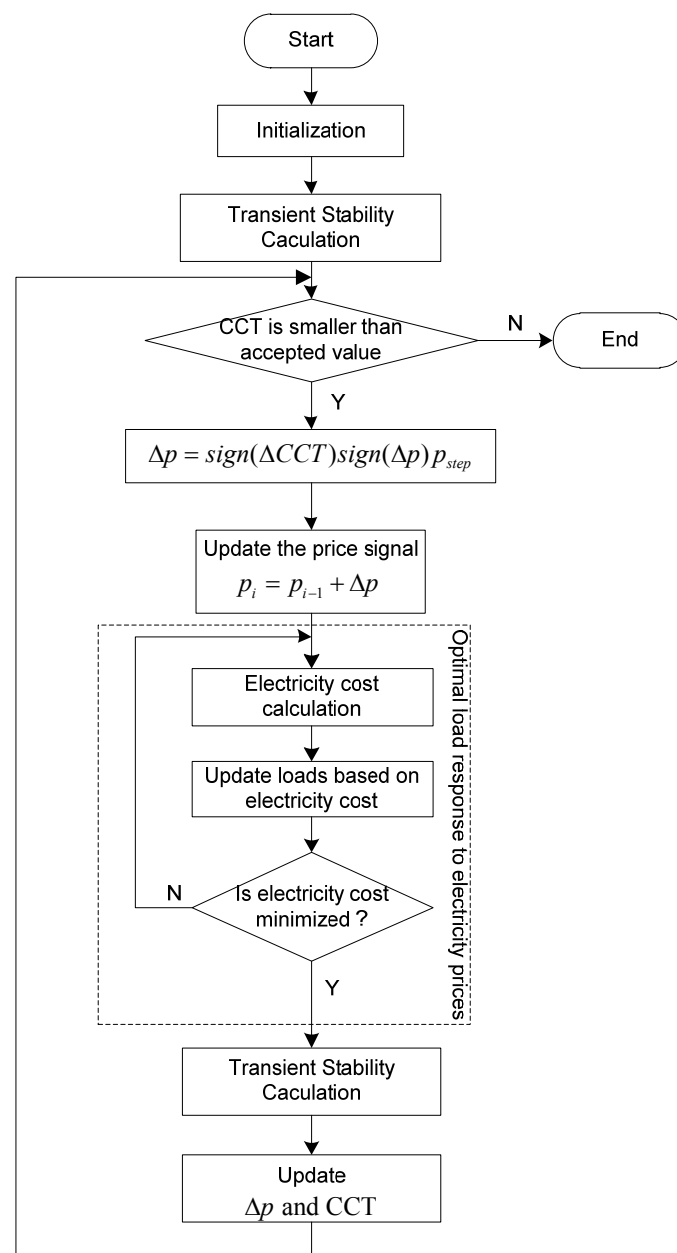 Start
Initialization
Transient Stability
Caculation
CCT is smaller than
accepted value
N
End
Y
Δp = sign(ΔCCT)sign(Δp) p_step
Update the price signal
p_i = p_{i−1} + Δp
Optimal load response to electricity prices
Electricity cost
calculation
Update loads based on
electricity cost
N
Is electricity cost
minimized ?
Y
Transient Stability
Caculation
Update
Δp and CCT